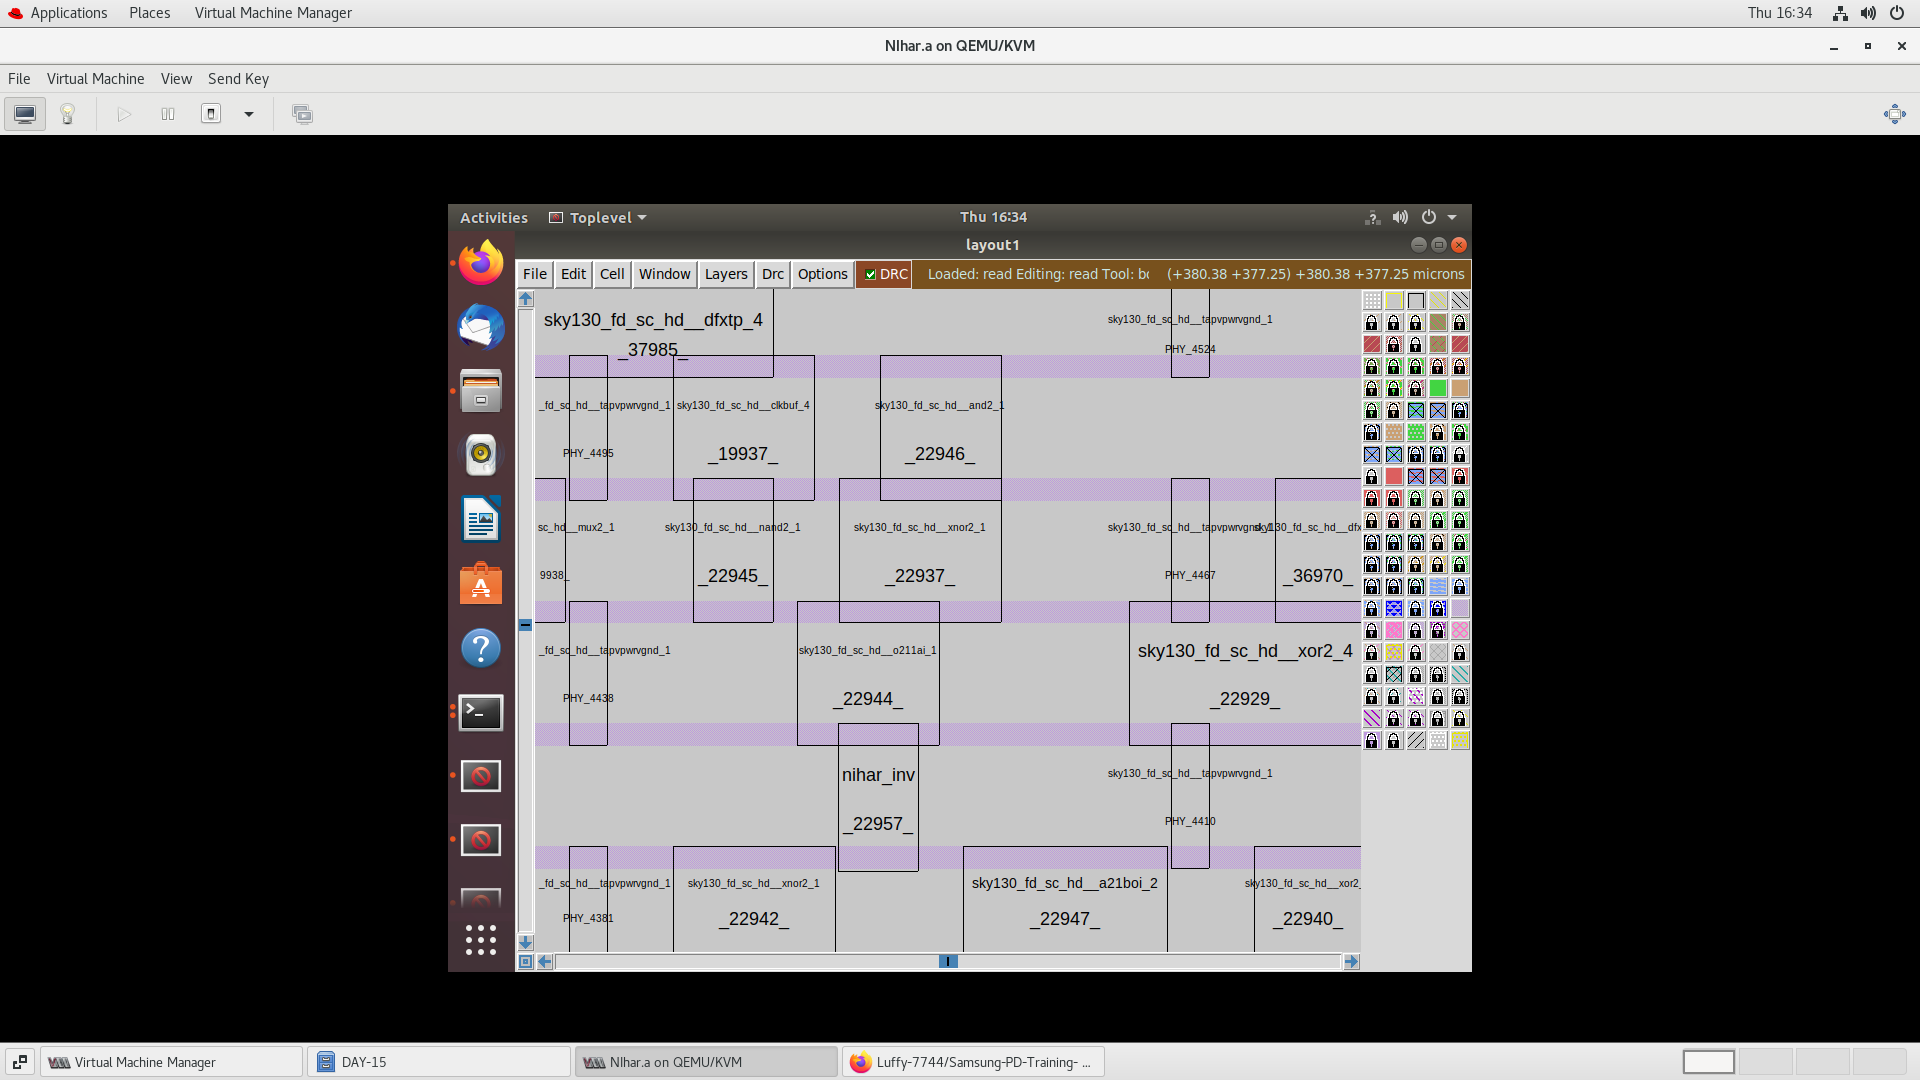 Applications Places Virtual Machine Manager Thu 16:34
NIhar.a on QEMU/KVM
File Virtual Machine View Send Key
Activities Toplevel Thu 16:34
layout1
File Edit Cell Window Layers Drc Options DRC Loaded: read Editing: read Tool: bo (+380.38 +377.25) +380.38 +377.25 microns
sky130_fd_sc_hd__dfxtp_4 sky130_fd_sc_hd__tapvpwrvgnd_1
_37985_ PHY_4524
_fd_sc_hd__tapvpwrvgnd_1 sky130_fd_sc_hd__clkbuf_4 sky130_fd_sc_hd__and2_1
PHY_4495 _19937_ _22946_
sc_hd__mux2_1 sky130_fd_sc_hd__nand2_1 sky130_fd_sc_hd__xnor2_1 sky130_fd_sc_hd__tapvpwrvgnd_1 sky130_fd_sc_hd__dfx
9938_ _22945_ _22937_ PHY_4467 _36970_
_fd_sc_hd__tapvpwrvgnd_1 sky130_fd_sc_hd__o211ai_1 sky130_fd_sc_hd__xor2_4
PHY_4438 _22944_ _22929_
nihar_inv sky130_fd_sc_hd__tapvpwrvgnd_1
_22957_ PHY_4410
_fd_sc_hd__tapvpwrvgnd_1 sky130_fd_sc_hd__xnor2_1 sky130_fd_sc_hd__a21boi_2 sky130_fd_sc_hd__xor2_
PHY_4381 _22942_ _22947_ _22940_
Virtual Machine Manager DAY-15 NIhar.a on QEMU/KVM Luffy-7744/Samsung-PD-Training- ...